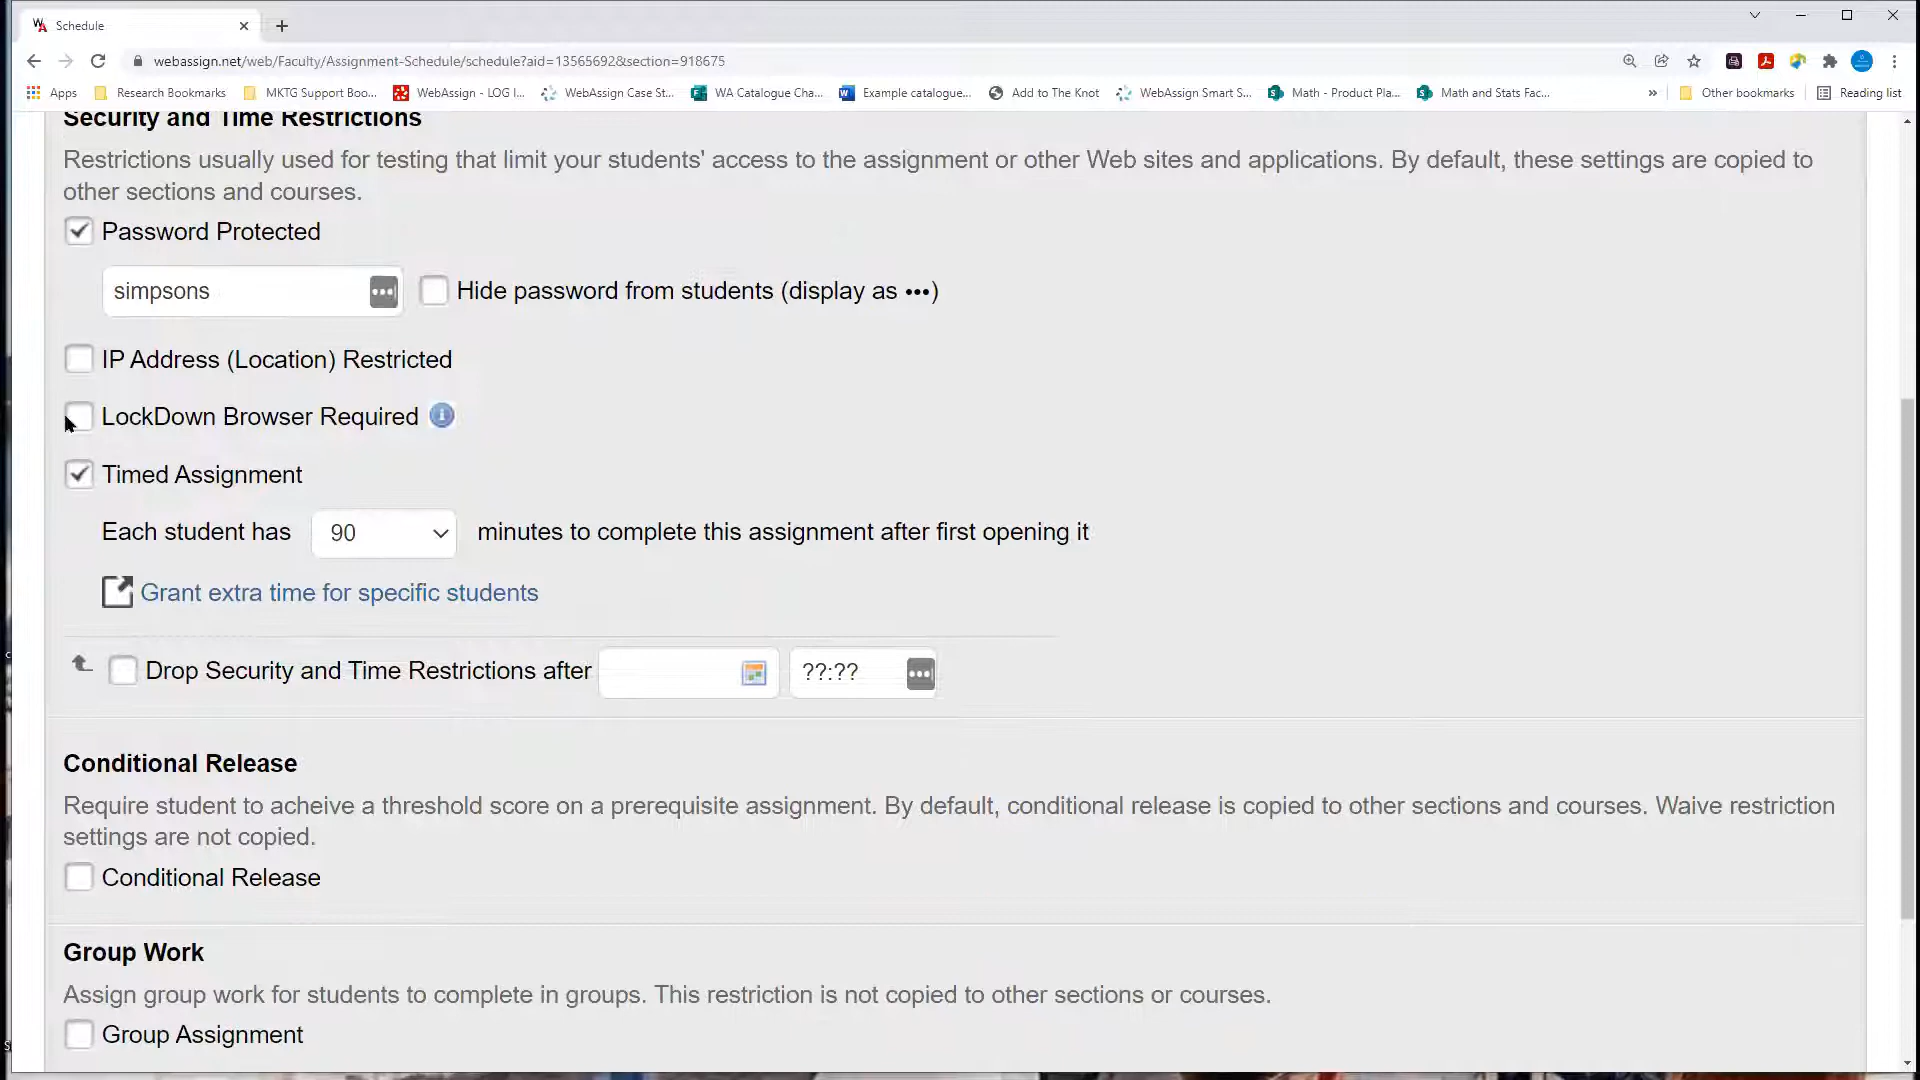 Schedule
webassign.net/web/Faculty/Assignment-Schedule/schedule?aid=13565692&section=918675
Apps Research Bookmarks MKTG Support Boo... WebAssign - LOG I... WebAssign Case St... WA Catalogue Cha... Example catalogue... Add to The Knot WebAssign Smart S... Math - Product Pla... Math and Stats Fac... » Other bookmarks Reading list
Security and Time Restrictions
Restrictions usually used for testing that limit your students' access to the assignment or other Web sites and applications. By default, these settings are copied to
other sections and courses.
Password Protected
simpsons Hide password from students (display as •••)
IP Address (Location) Restricted
LockDown Browser Required
Timed Assignment
Each student has 90 minutes to complete this assignment after first opening it
Grant extra time for specific students
Drop Security and Time Restrictions after ??:??
Conditional Release
Require student to acheive a threshold score on a prerequisite assignment. By default, conditional release is copied to other sections and courses. Waive restriction
settings are not copied.
Conditional Release
Group Work
Assign group work for students to complete in groups. This restriction is not copied to other sections or courses.
Group Assignment